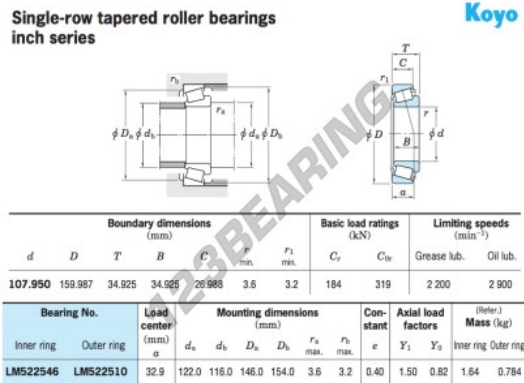 Single-row tapered roller bearings
inch series
Koyo
T
C
r1
r
B
φD
φd
a
rb
ra
φDa φdb
φda φDb
123BEARING
Boundary dimensions
(mm)
Basic load ratings
(kN)
Limiting speeds
(min⁻¹)
d D T B C r min. r1 min. Cr C0r Grease lub. Oil lub.
107.950 159.987 34.925 34.925 26.988 3.6 3.2 184 319 2 200 2 900
Bearing No.
Load center (mm) a
Mounting dimensions
(mm)
Con-stant e
Axial load factors
(Refer.)
Mass (kg)
Inner ring Outer ring da db Da Db ra max. rb max. Y1 Y0 Inner ring Outer ring
LM522546 LM522510 32.9 122.0 116.0 146.0 154.0 3.6 3.2 0.40 1.50 0.82 1.64 0.784